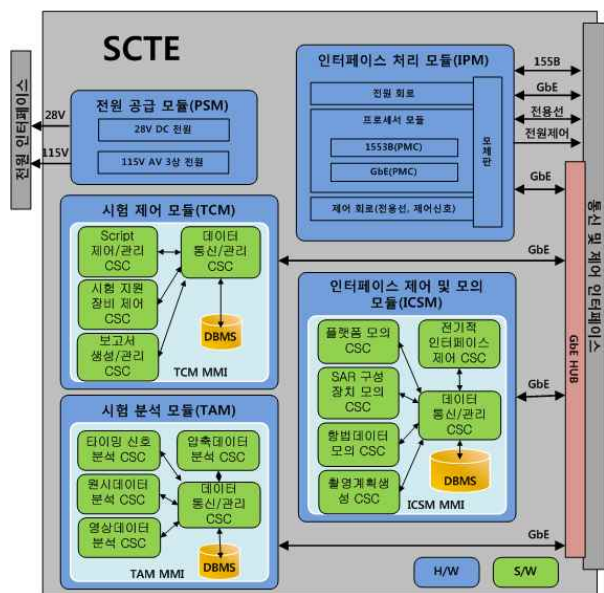 SCTE
전원 인터페이스
28V
115V
전원 공급 모듈(PSM)
28V DC 전원
115V AV 3상 전원
인터페이스 처리 모듈(IPM)
전원 회로
프로세서 모듈
1553B(PMC)
GbE(PMC)
제어 회로(전용선, 제어신호)
모체판
155B
GbE
전용선
전원제어
GbE
시험 제어 모듈(TCM)
Script
제어/관리
CSC
시험 지원
장비 제어
CSC
보고서
생성/관리
CSC
데이터
통신/관리
CSC
DBMS
TCM MMI
GbE
인터페이스 제어 및 모의
모듈(ICSM)
플랫폼 모의
CSC
SAR 구성
장치 모의
CSC
항법데이터
모의 CSC
촬영계획생
성 CSC
전기적
인터페이스
제어 CSC
데이터
통신/관리
CSC
DBMS
ICSM MMI
GbE
시험 분석 모듈(TAM)
타이밍 신호
분석 CSC
원시데이터
분석 CSC
영상데이터
분석 CSC
압축데이터
분석 CSC
데이터
통신/관리
CSC
DBMS
TAM MMI
GbE
GbE HUB
통신 및 제어 인터페이스
H/W
S/W